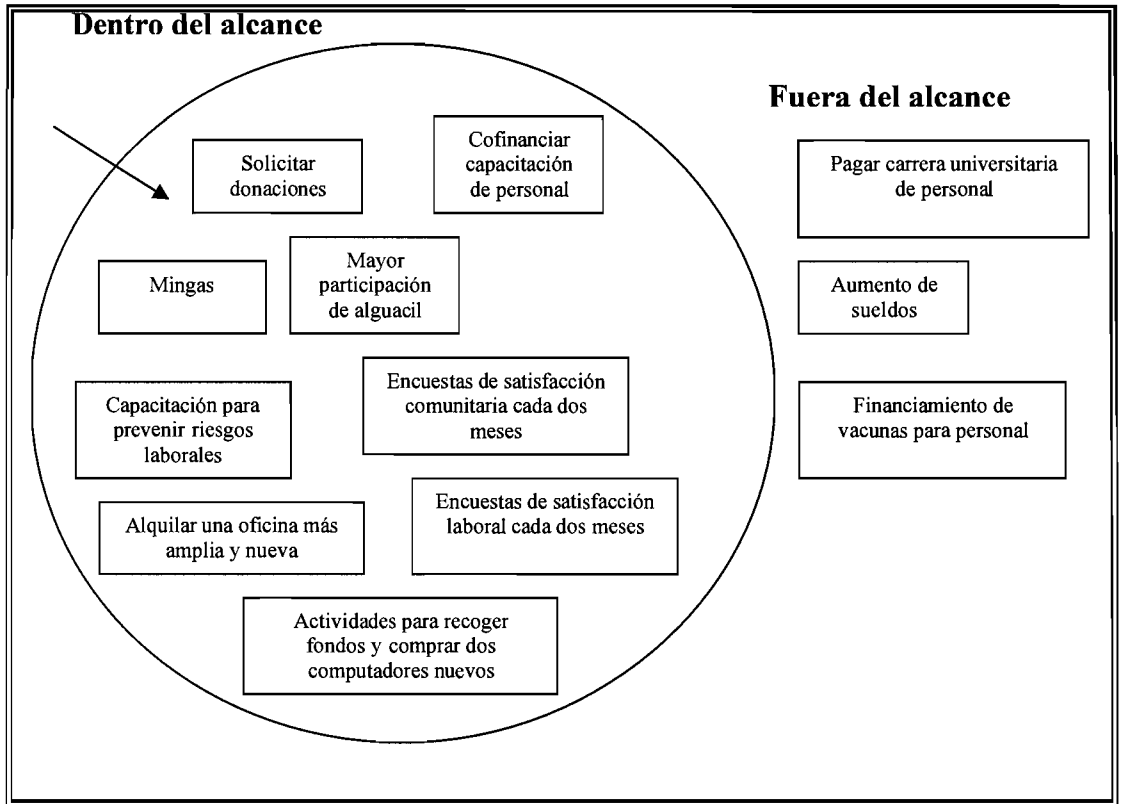 Dentro del alcance
Fuera del alcance
Solicitar
donaciones
Cofinanciar
capacitación
de personal
Pagar carrera universitaria
de personal
Mingas
Mayor
participación
de alguacil
Aumento de
sueldos
Capacitación para
prevenir riesgos
laborales
Encuestas de satisfacción
comunitaria cada dos
meses
Financiamiento de
vacunas para personal
Alquilar una oficina más
amplia y nueva
Encuestas de satisfacción
laboral cada dos meses
Actividades para recoger
fondos y comprar dos
computadores nuevos